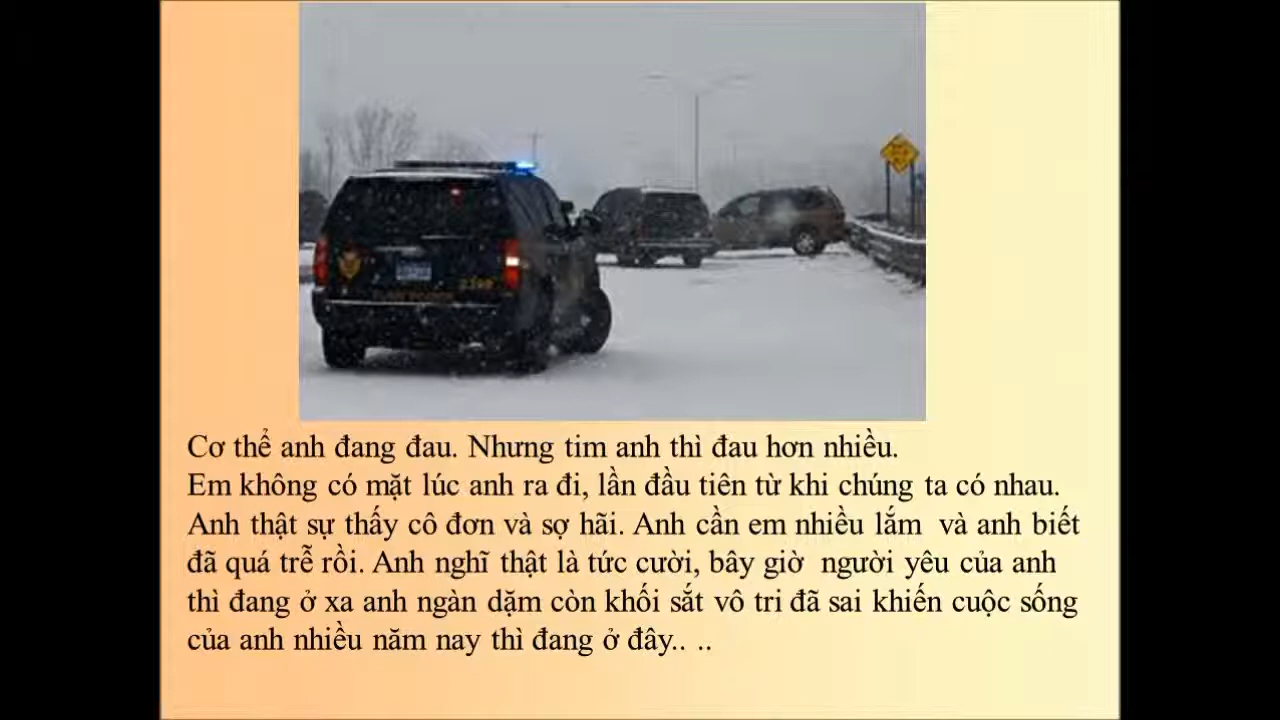 Cơ thể anh đang đau. Nhưng tim anh thì đau hơn nhiều.
Em không có mặt lúc anh ra đi, lần đầu tiên từ khi chúng ta có nhau.
Anh thật sự thấy cô đơn và sợ hãi. Anh cần em nhiều lắm và anh biết
đã quá trễ rồi. Anh nghĩ thật là tức cười, bây giờ người yêu của anh
thì đang ở xa anh ngàn dặm còn khối sắt vô tri đã sai khiến cuộc sống
của anh nhiều năm nay thì đang ở đây.. ..